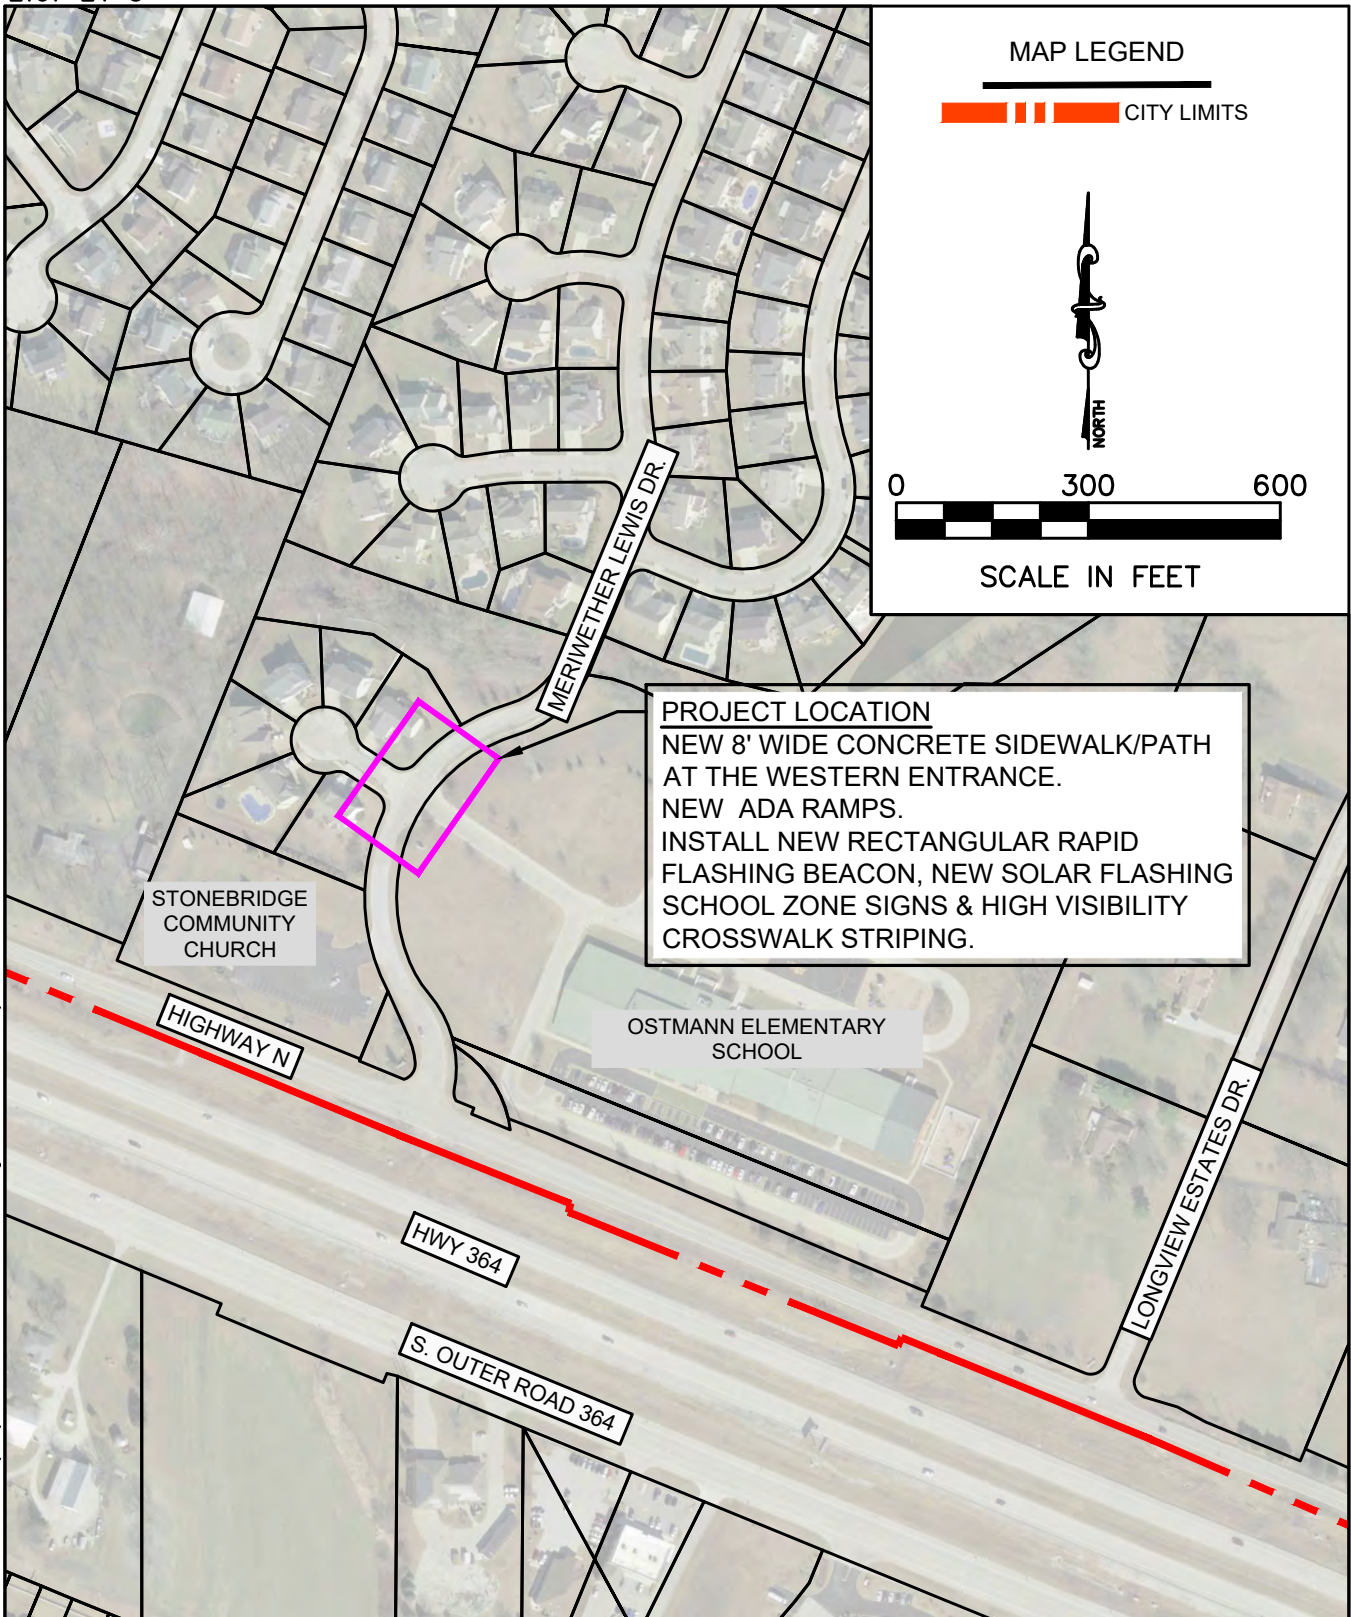 MAP LEGEND
CITY LIMITS
NORTH
0 300 600
SCALE IN FEET
MERIWETHER LEWIS DR.
PROJECT LOCATION
NEW 8' WIDE CONCRETE SIDEWALK/PATH
AT THE WESTERN ENTRANCE.
NEW ADA RAMPS.
INSTALL NEW RECTANGULAR RAPID
FLASHING BEACON, NEW SOLAR FLASHING
SCHOOL ZONE SIGNS & HIGH VISIBILITY
CROSSWALK STRIPING.
STONEBRIDGE
COMMUNITY
CHURCH
HIGHWAY N
OSTMANN ELEMENTARY
SCHOOL
LONGVIEW ESTATES DR.
HWY 364
S. OUTER ROAD 364